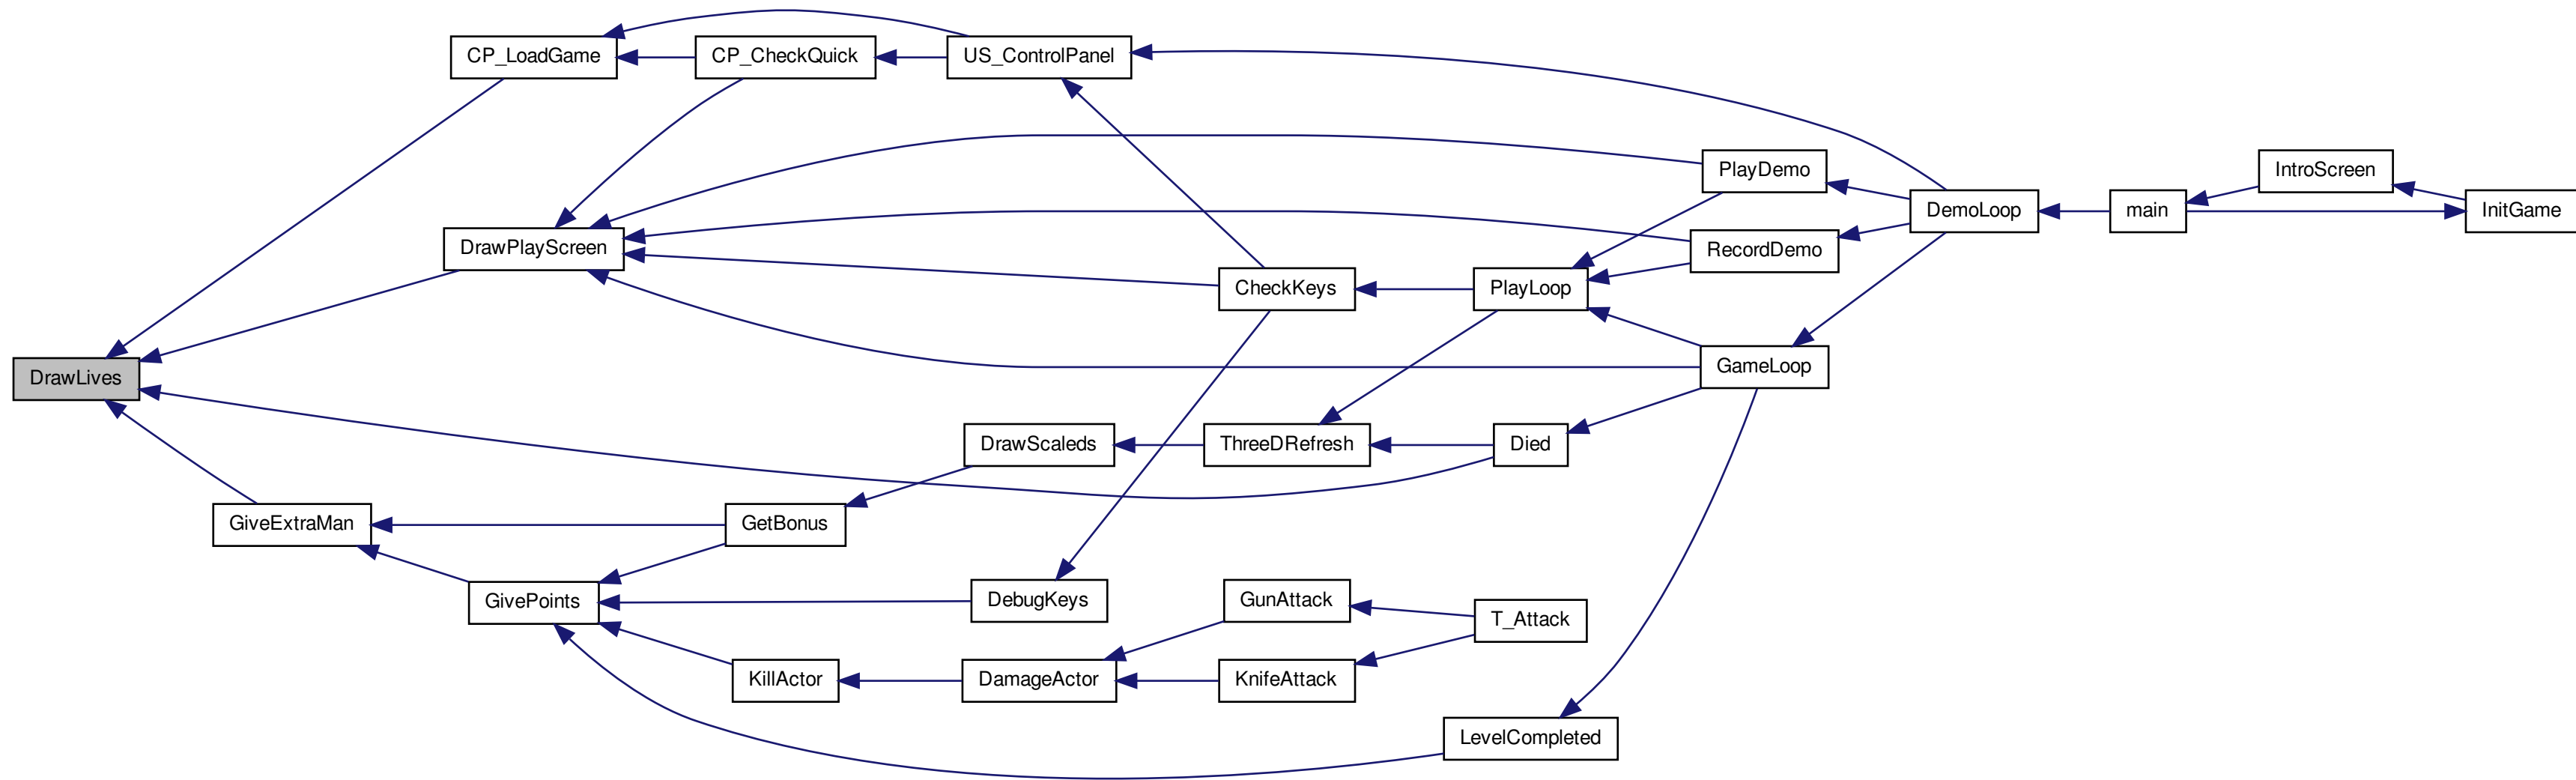 CP_LoadGame
CP_CheckQuick
US_ControlPanel
PlayDemo
IntroScreen
DemoLoop
main
InitGame
DrawPlayScreen
RecordDemo
CheckKeys
PlayLoop
GameLoop
DrawLives
DrawScaleds
ThreeDRefresh
Died
GiveExtraMan
GetBonus
GivePoints
DebugKeys
GunAttack
T_Attack
KillActor
DamageActor
KnifeAttack
LevelCompleted